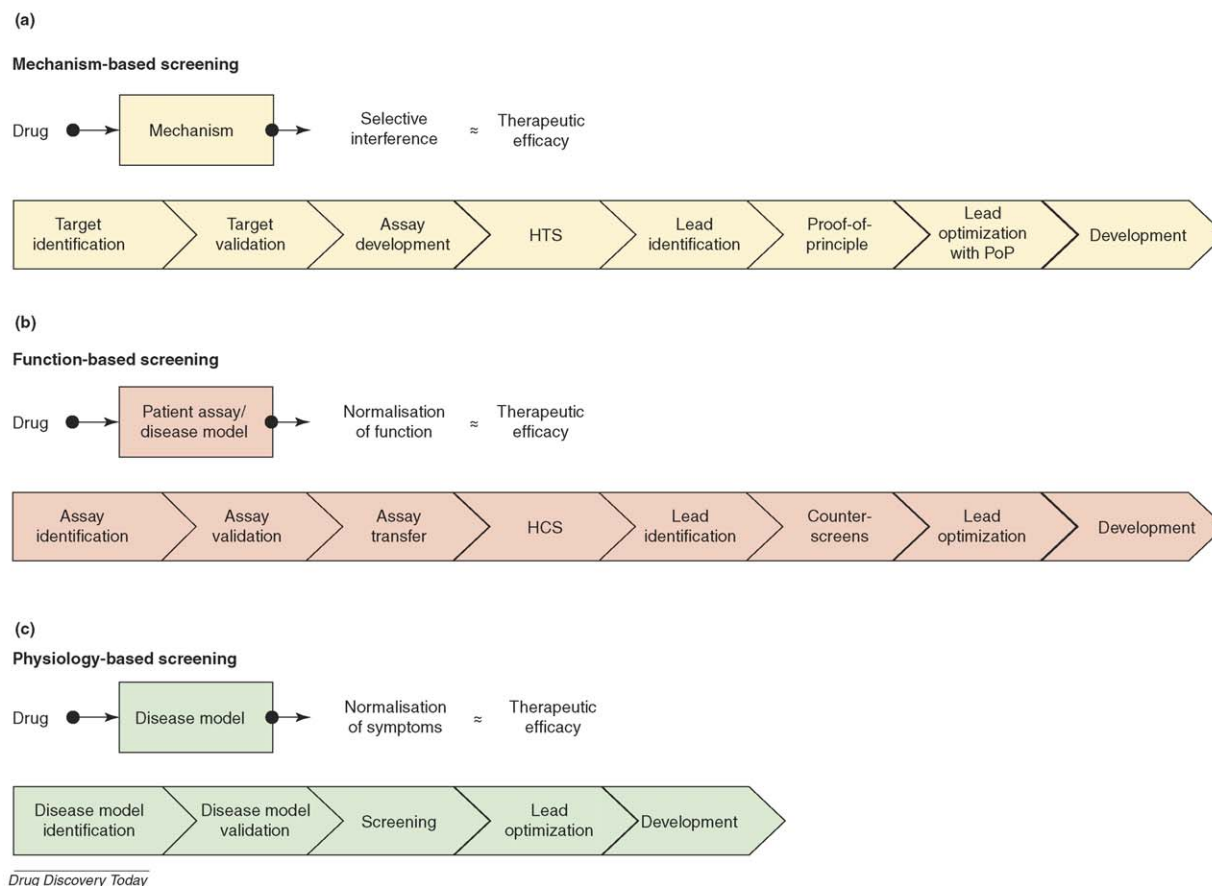 (a)
Mechanism-based screening
Drug
Mechanism
Selective
interference
≈
Therapeutic
efficacy
Target
identification
Target
validation
Assay
development
HTS
Lead
identification
Proof-of-
principle
Lead
optimization
with PoP
Development
(b)
Function-based screening
Drug
Patient assay/
disease model
Normalisation
of function
≈
Therapeutic
efficacy
Assay
identification
Assay
validation
Assay
transfer
HCS
Lead
identification
Counter-
screens
Lead
optimization
Development
(c)
Physiology-based screening
Drug
Disease model
Normalisation
of symptoms
≈
Therapeutic
efficacy
Disease model
identification
Disease model
validation
Screening
Lead
optimization
Development
Drug Discovery Today